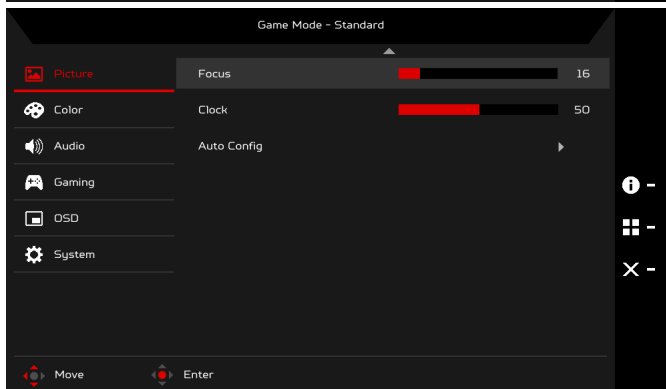 Game Mode - Standard
Picture
Focus 16
Color
Clock 50
Audio
Auto Config
Gaming
OSD
System
Move Enter